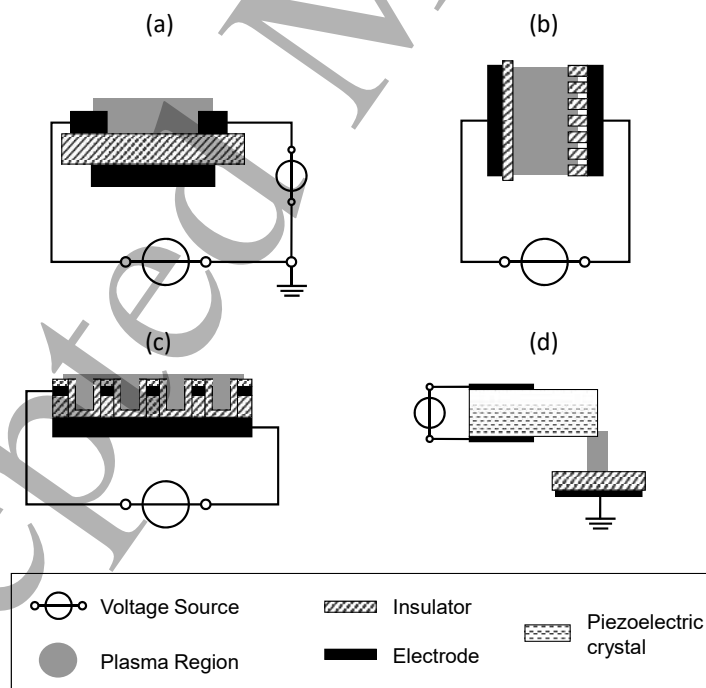 (a)
(b)
(c)
(d)
Voltage Source
Insulator
Piezoelectric
crystal
Plasma Region
Electrode